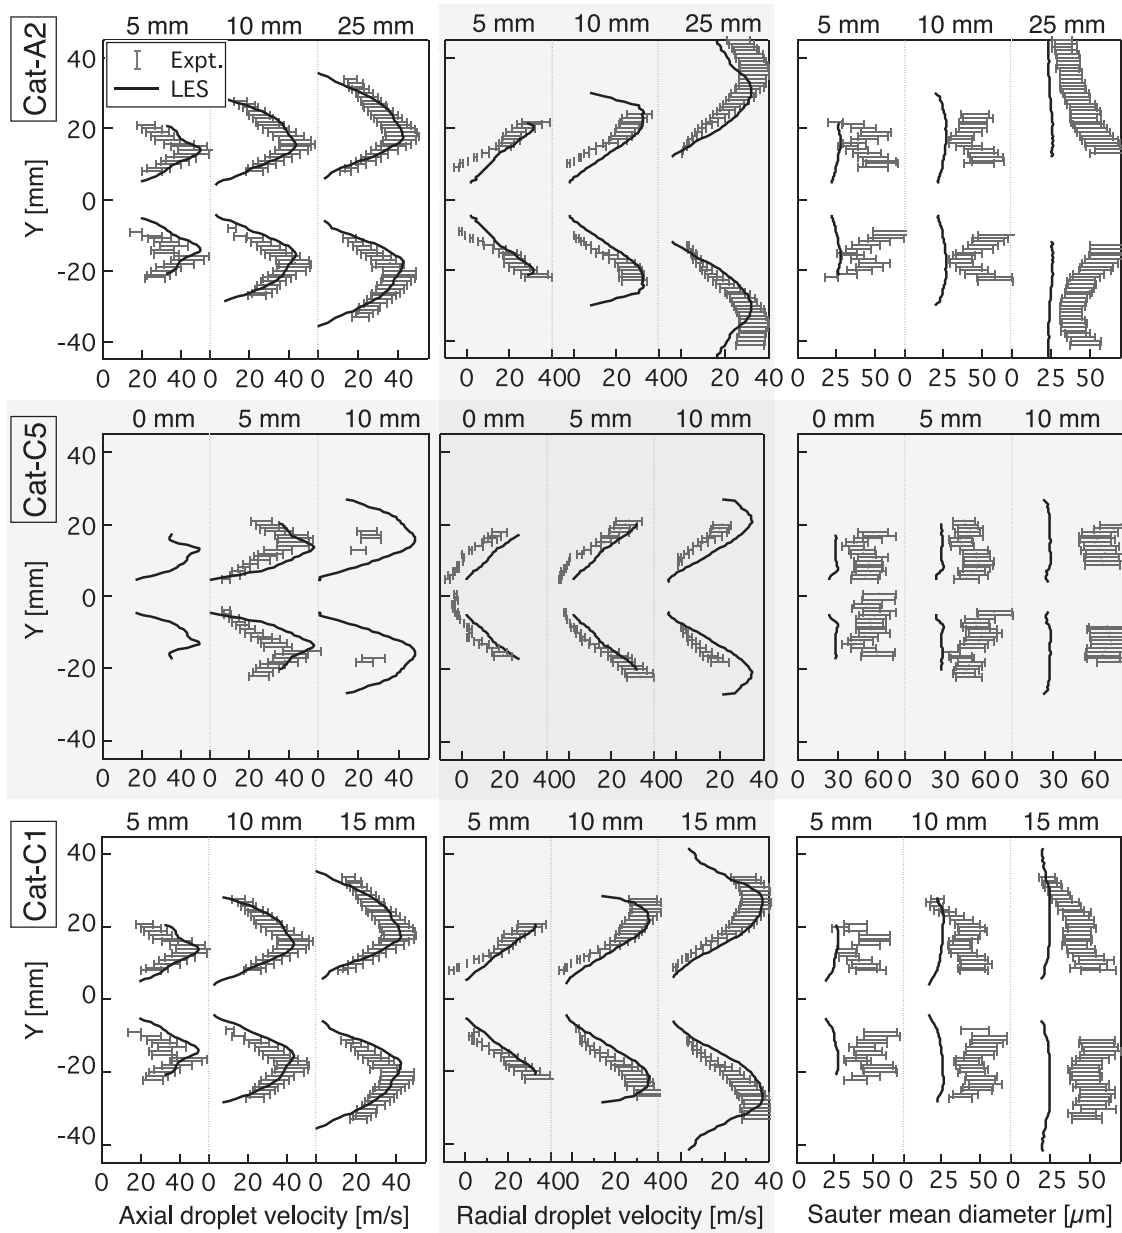 Cat-A2
5 mm 10 mm 25 mm 5 mm 10 mm 25 mm 5 mm 10 mm 25 mm
Expt.
LES
Y [mm]
40
20
0
-20
-40
0 20 40 0 20 40 0 20 40 0 20 40 0 20 40 0 20 40 0 25 50 0 25 50 0 25 50
Cat-C5
0 mm 5 mm 10 mm 0 mm 5 mm 10 mm 0 mm 5 mm 10 mm
Y [mm]
40
20
0
-20
-40
0 20 40 0 20 40 0 20 40 0 20 40 0 20 40 0 20 40 0 30 60 0 30 60 0 30 60
Cat-C1
5 mm 10 mm 15 mm 5 mm 10 mm 15 mm 5 mm 10 mm 15 mm
Y [mm]
40
20
0
-20
-40
0 20 40 0 20 40 0 20 40 0 20 40 0 20 40 0 20 40 0 25 50 0 25 50 0 25 50
Axial droplet velocity [m/s] Radial droplet velocity [m/s] Sauter mean diameter [µm]